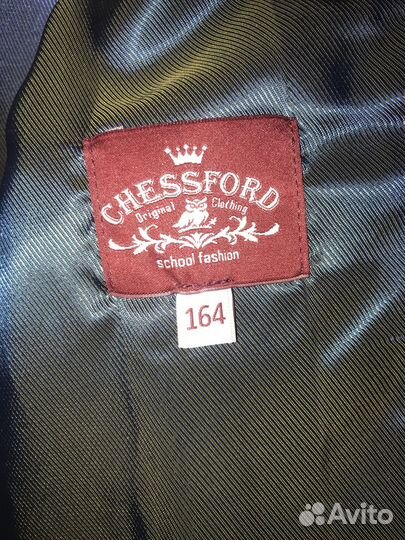 CHESSFORD
Original Clothing
school fashion
164
Avito